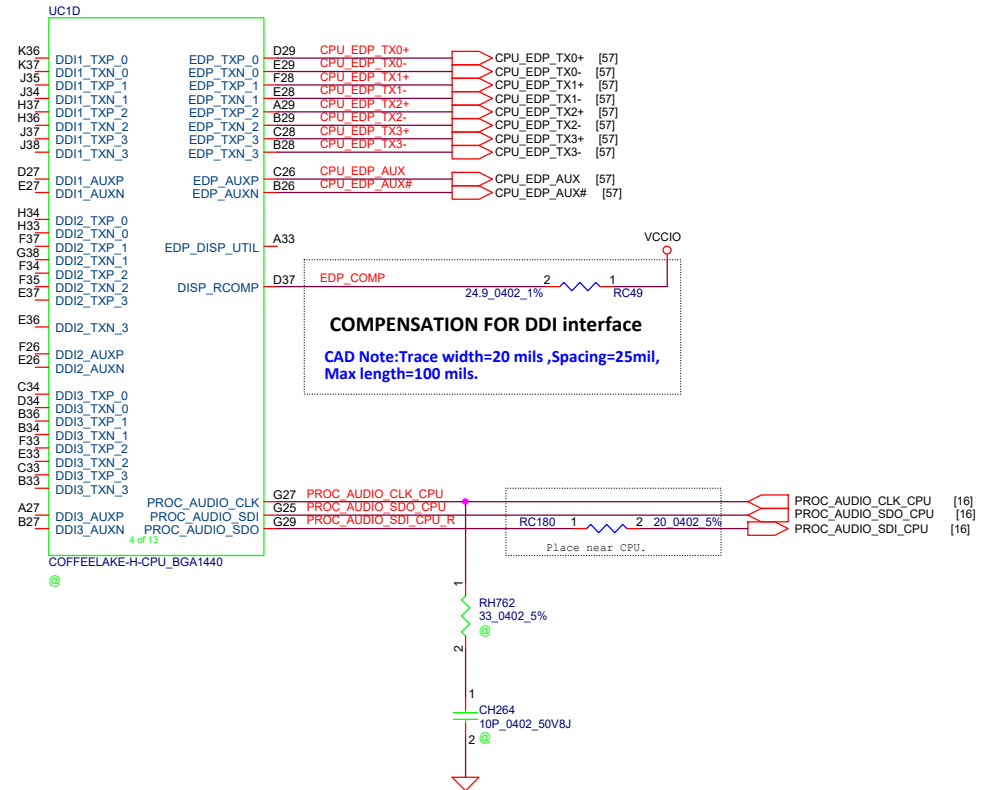 UC1D
K36 DDI1_TXP_0 EDP_TXP_0 D29 CPU_EDP_TX0+ CPU_EDP_TX0+ [57]
K37 DDI1_TXN_0 EDP_TXN_0 E29 CPU_EDP_TX0- CPU_EDP_TX0- [57]
J35 DDI1_TXP_1 EDP_TXP_1 F28 CPU_EDP_TX1+ CPU_EDP_TX1+ [57]
J34 DDI1_TXN_1 EDP_TXN_1 E28 CPU_EDP_TX1- CPU_EDP_TX1- [57]
H37 DDI1_TXP_2 EDP_TXP_2 A29 CPU_EDP_TX2+ CPU_EDP_TX2+ [57]
H36 DDI1_TXN_2 EDP_TXN_2 B29 CPU_EDP_TX2- CPU_EDP_TX2- [57]
J37 DDI1_TXP_3 EDP_TXP_3 C28 CPU_EDP_TX3+ CPU_EDP_TX3+ [57]
J38 DDI1_TXN_3 EDP_TXN_3 B28 CPU_EDP_TX3- CPU_EDP_TX3- [57]
D27 DDI1_AUXP EDP_AUXP C26 CPU_EDP_AUX CPU_EDP_AUX [57]
E27 DDI1_AUXN EDP_AUXN B26 CPU_EDP_AUX# CPU_EDP_AUX# [57]
H34 DDI2_TXP_0
H33 DDI2_TXN_0
F37 DDI2_TXP_1 EDP_DISP_UTIL A33
G38 DDI2_TXN_1
F34 DDI2_TXP_2
F35 DDI2_TXN_2 DISP_RCOMP D37 EDP_COMP 2 1 VCCIO
24.9_0402_1% RC49
E37 DDI2_TXP_3
E36 DDI2_TXN_3
COMPENSATION FOR DDI interface
CAD Note:Trace width=20 mils ,Spacing=25mil,
Max length=100 mils.
F26 DDI2_AUXP
E26 DDI2_AUXN
C34 DDI3_TXP_0
D34 DDI3_TXN_0
B36 DDI3_TXP_1
B34 DDI3_TXN_1
F33 DDI3_TXP_2
E33 DDI3_TXN_2
C33 DDI3_TXP_3
B33 DDI3_TXN_3
PROC_AUDIO_CLK G27 PROC_AUDIO_CLK_CPU PROC_AUDIO_CLK_CPU [16]
A27 DDI3_AUXP PROC_AUDIO_SDI G25 PROC_AUDIO_SDO_CPU PROC_AUDIO_SDO_CPU [16]
B27 DDI3_AUXN PROC_AUDIO_SDO G29 PROC_AUDIO_SDI_CPU_R RC180 1 2 20_0402_5% PROC_AUDIO_SDI_CPU [16]
4 of 13
Place near CPU.
COFFEELAKE-H-CPU_BGA1440
@
1
RH762
33_0402_5%
@
2
1
CH264
10P_0402_50V8J
@
2